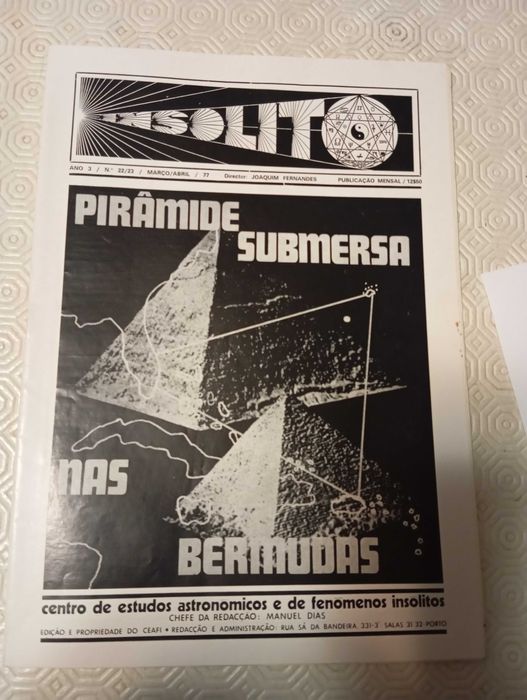 INSOLITO
ANO 3 / N.º 22/23 / MARÇO/ABRIL / 77 Director: JOAQUIM FERNANDES PUBLICAÇÃO MENSAL / 12$50
PIRÂMIDE
SUBMERSA
NAS
BERMUDAS
centro de estudos astronomicos e de fenomenos insolitos
CHEFE DA REDACÇÃO: MANUEL DIAS
EDIÇÃO E PROPRIEDADE DO CEAFI • REDACÇÃO E ADMINISTRAÇÃO: RUA SÁ DA BANDEIRA, 331-3.º SALAS 31 32-PORTO